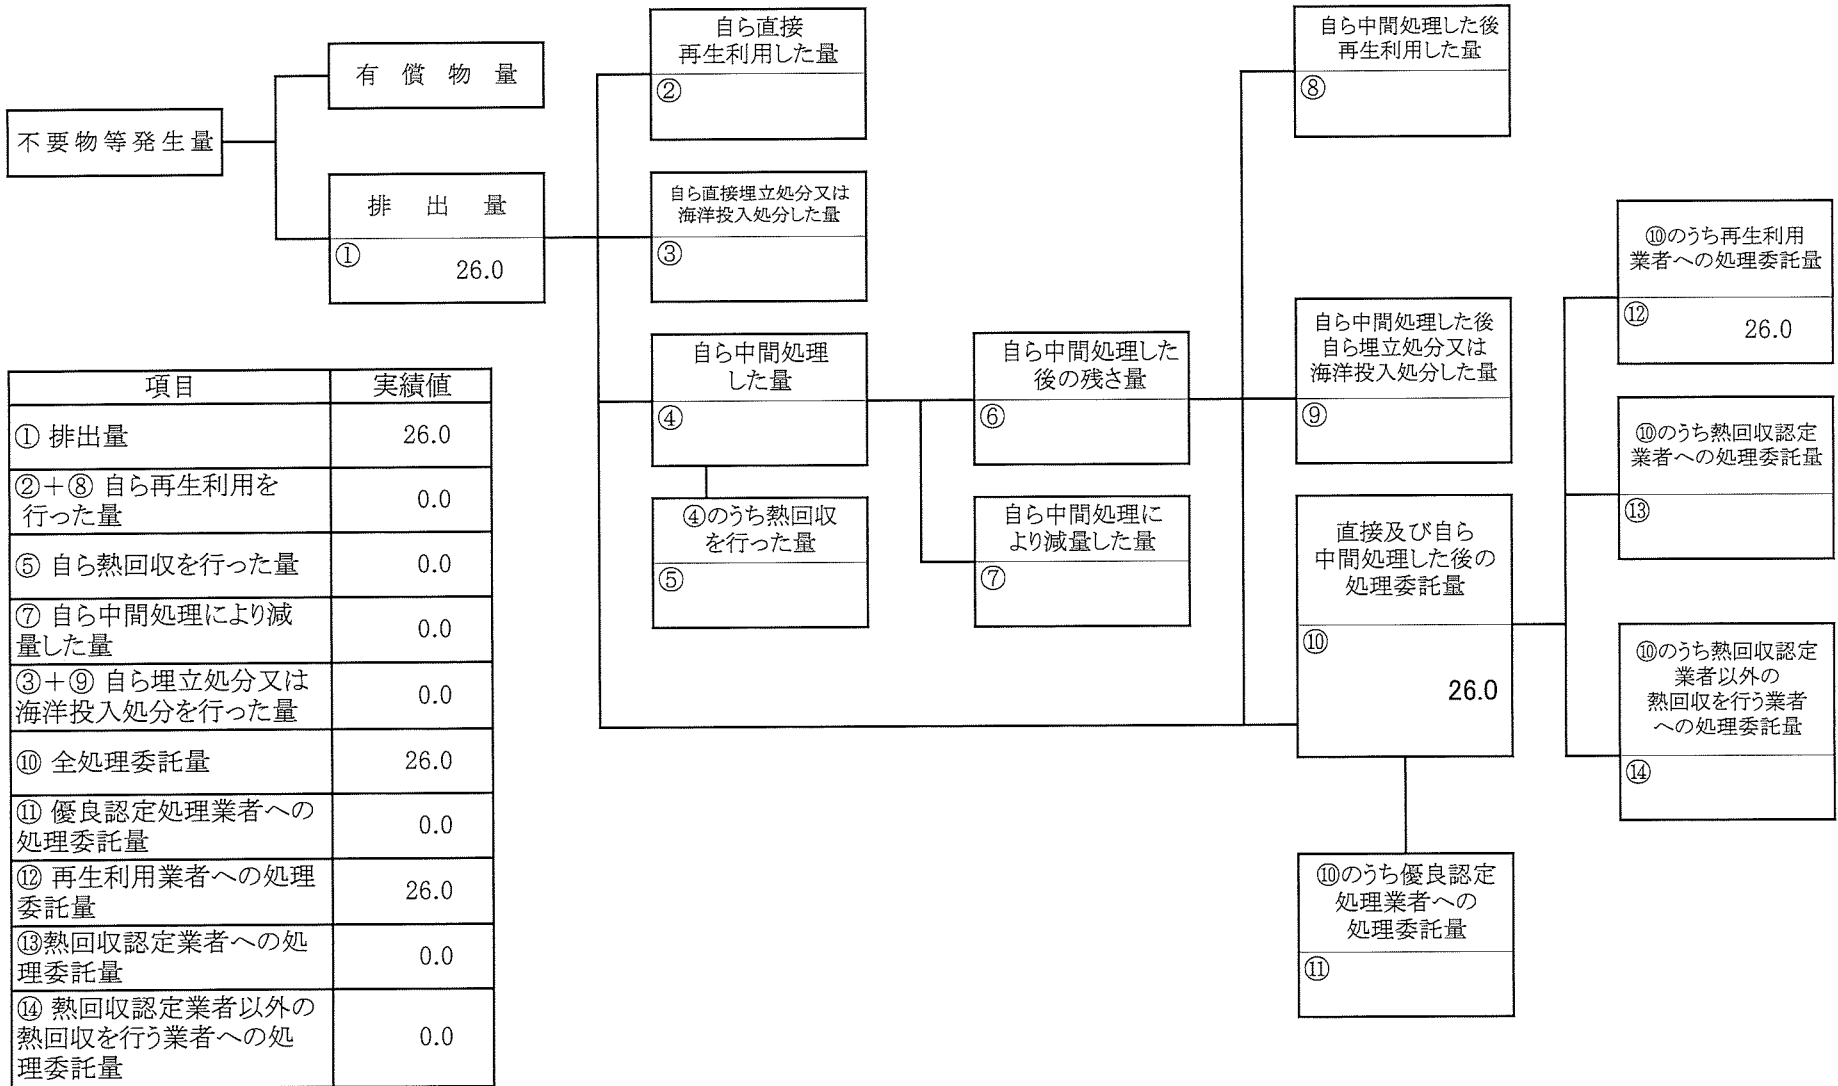 不要物等発生量
有償物量
排出量
①
26.0
自ら直接
再生利用した量
②
自ら直接埋立処分又は
海洋投入処分した量
③
自ら中間処理
した量
④
④のうち熱回収
を行った量
⑤
自ら中間処理した
後の残さ量
⑥
自ら中間処理に
より減量した量
⑦
自ら中間処理した後
再生利用した量
⑧
自ら中間処理した後
自ら埋立処分又は
海洋投入処分した量
⑨
直接及び自ら
中間処理した後の
処理委託量
⑩
26.0
⑩のうち優良認定
処理業者への
処理委託量
⑪
⑩のうち再生利用
業者への処理委託量
⑫
26.0
⑩のうち熱回収認定
業者への処理委託量
⑬
⑩のうち熱回収認定
業者以外の
熱回収を行う業者
への処理委託量
⑭
項目 実績値
① 排出量 26.0
②+⑧ 自ら再生利用を
行った量 0.0
⑤ 自ら熱回収を行った量 0.0
⑦ 自ら中間処理により減
量した量 0.0
③+⑨ 自ら埋立処分又は
海洋投入処分を行った量 0.0
⑩ 全処理委託量 26.0
⑪ 優良認定処理業者への
処理委託量 0.0
⑫ 再生利用業者への処理
委託量 26.0
⑬熱回収認定業者への処
理委託量 0.0
⑭ 熱回収認定業者以外の
熱回収を行う業者への処
理委託量 0.0